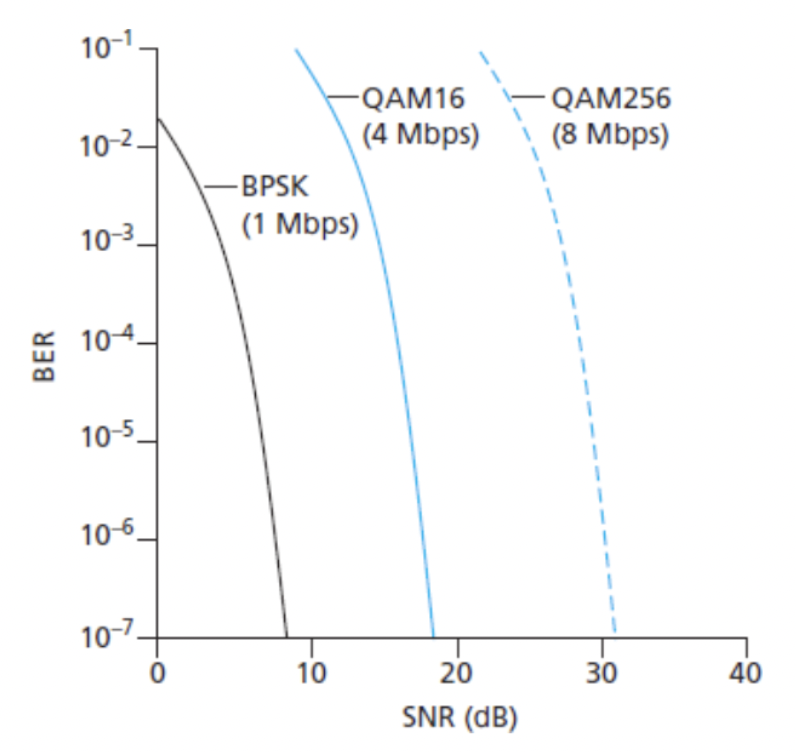 10⁻¹
10⁻²
10⁻³
10⁻⁴
10⁻⁵
10⁻⁶
10⁻⁷
BER
QAM16
(4 Mbps)
QAM256
(8 Mbps)
BPSK
(1 Mbps)
0 10 20 30 40
SNR (dB)